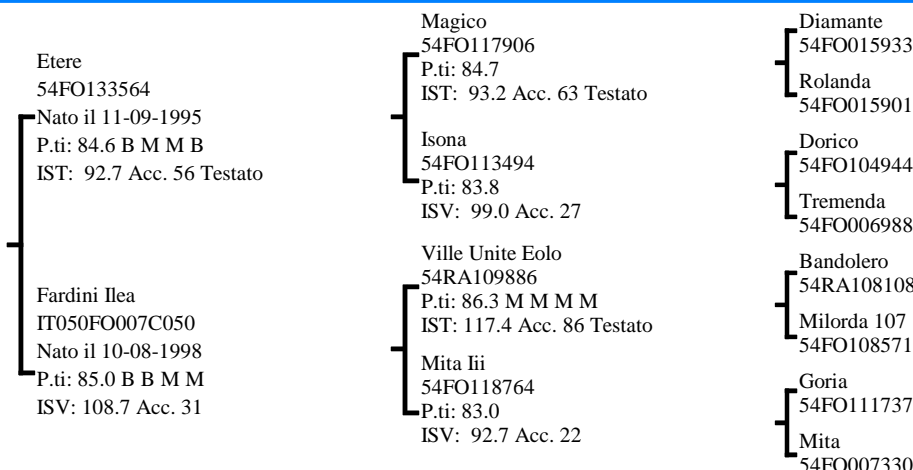 Etere
54FO133564
Nato il 11-09-1995
P.ti: 84.6 B M M B
IST: 92.7 Acc. 56 Testato
Fardini Ilea
IT050FO007C050
Nato il 10-08-1998
P.ti: 85.0 B B M M
ISV: 108.7 Acc. 31
Magico
54FO117906
P.ti: 84.7
IST: 93.2 Acc. 63 Testato
Isona
54FO113494
P.ti: 83.8
ISV: 99.0 Acc. 27
Ville Unite Eolo
54RA109886
P.ti: 86.3 M M M M
IST: 117.4 Acc. 86 Testato
Mita Iii
54FO118764
P.ti: 83.0
ISV: 92.7 Acc. 22
Diamante
54FO015933
Rolanda
54FO015901
Dorico
54FO104944
Tremenda
54FO006988
Bandolero
54RA108108
Milorda 107
54FO108571
Goria
54FO111737
Mita
54FO007330